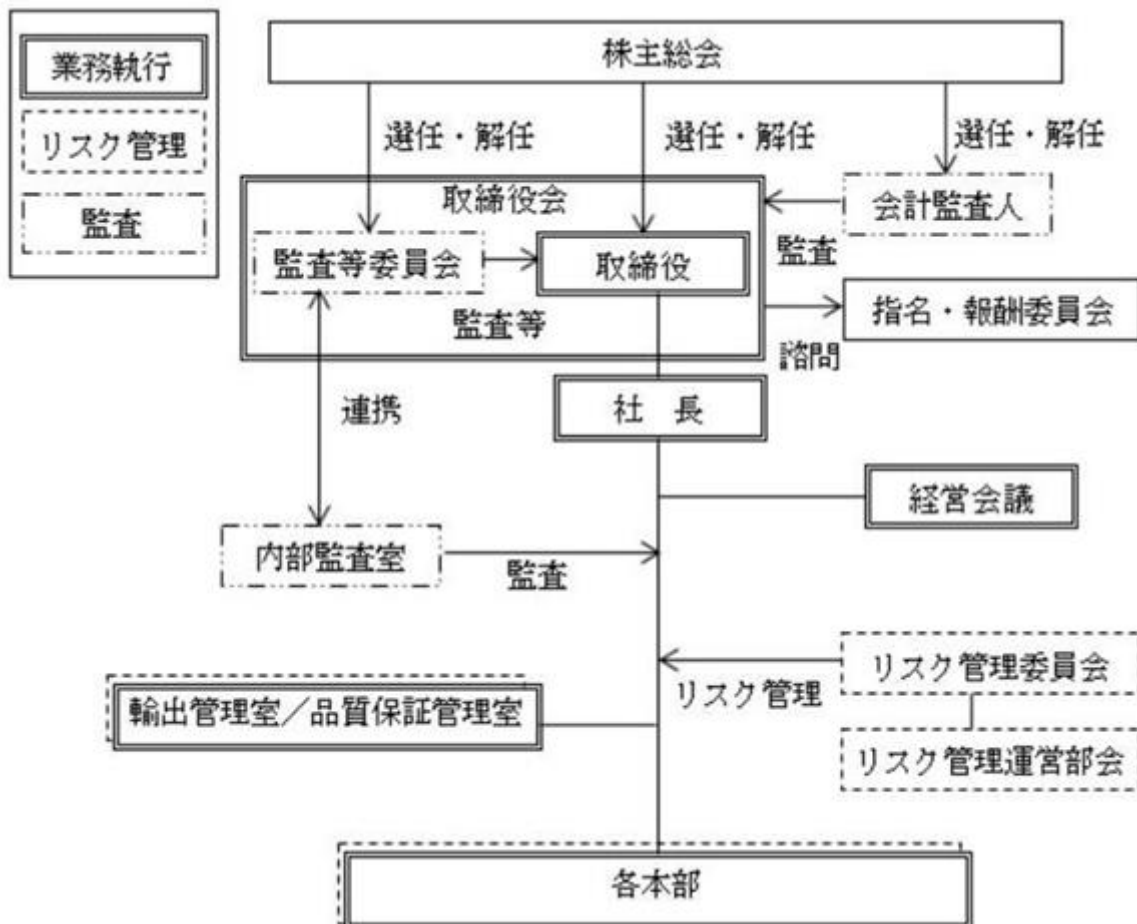 業務執行
リスク管理
監査
株主総会
選任・解任
選任・解任
選任・解任
取締役会
会計監査人
監査等委員会
取締役
監査
監査等
指名・報酬委員会
諮問
社　長
連携
経営会議
内部監査室
監査
リスク管理委員会
リスク管理
輸出管理室／品質保証管理室
リスク管理運営部会
各本部